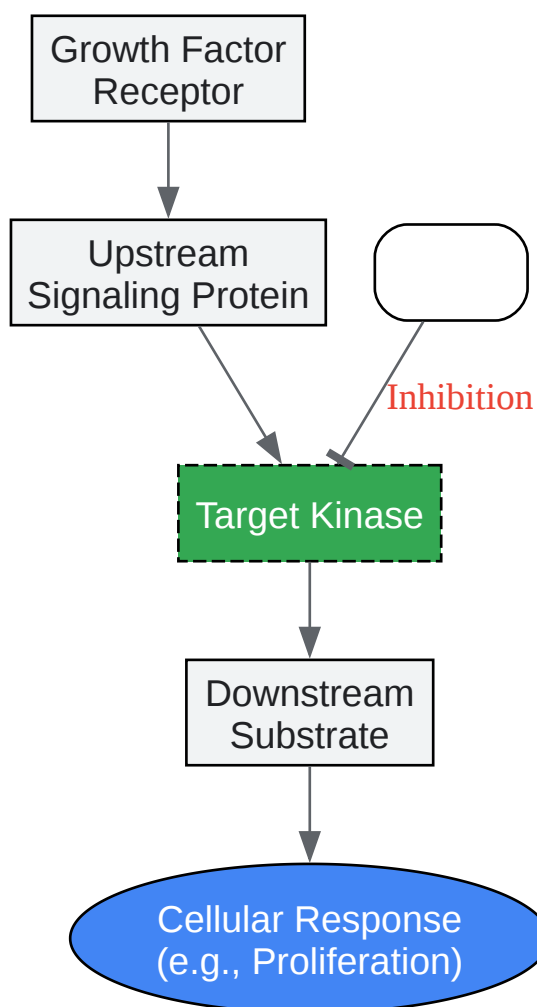 Growth Factor
Receptor
Upstream
Signaling Protein
Inhibition
Target Kinase
Downstream
Substrate
Cellular Response
(e.g., Proliferation)